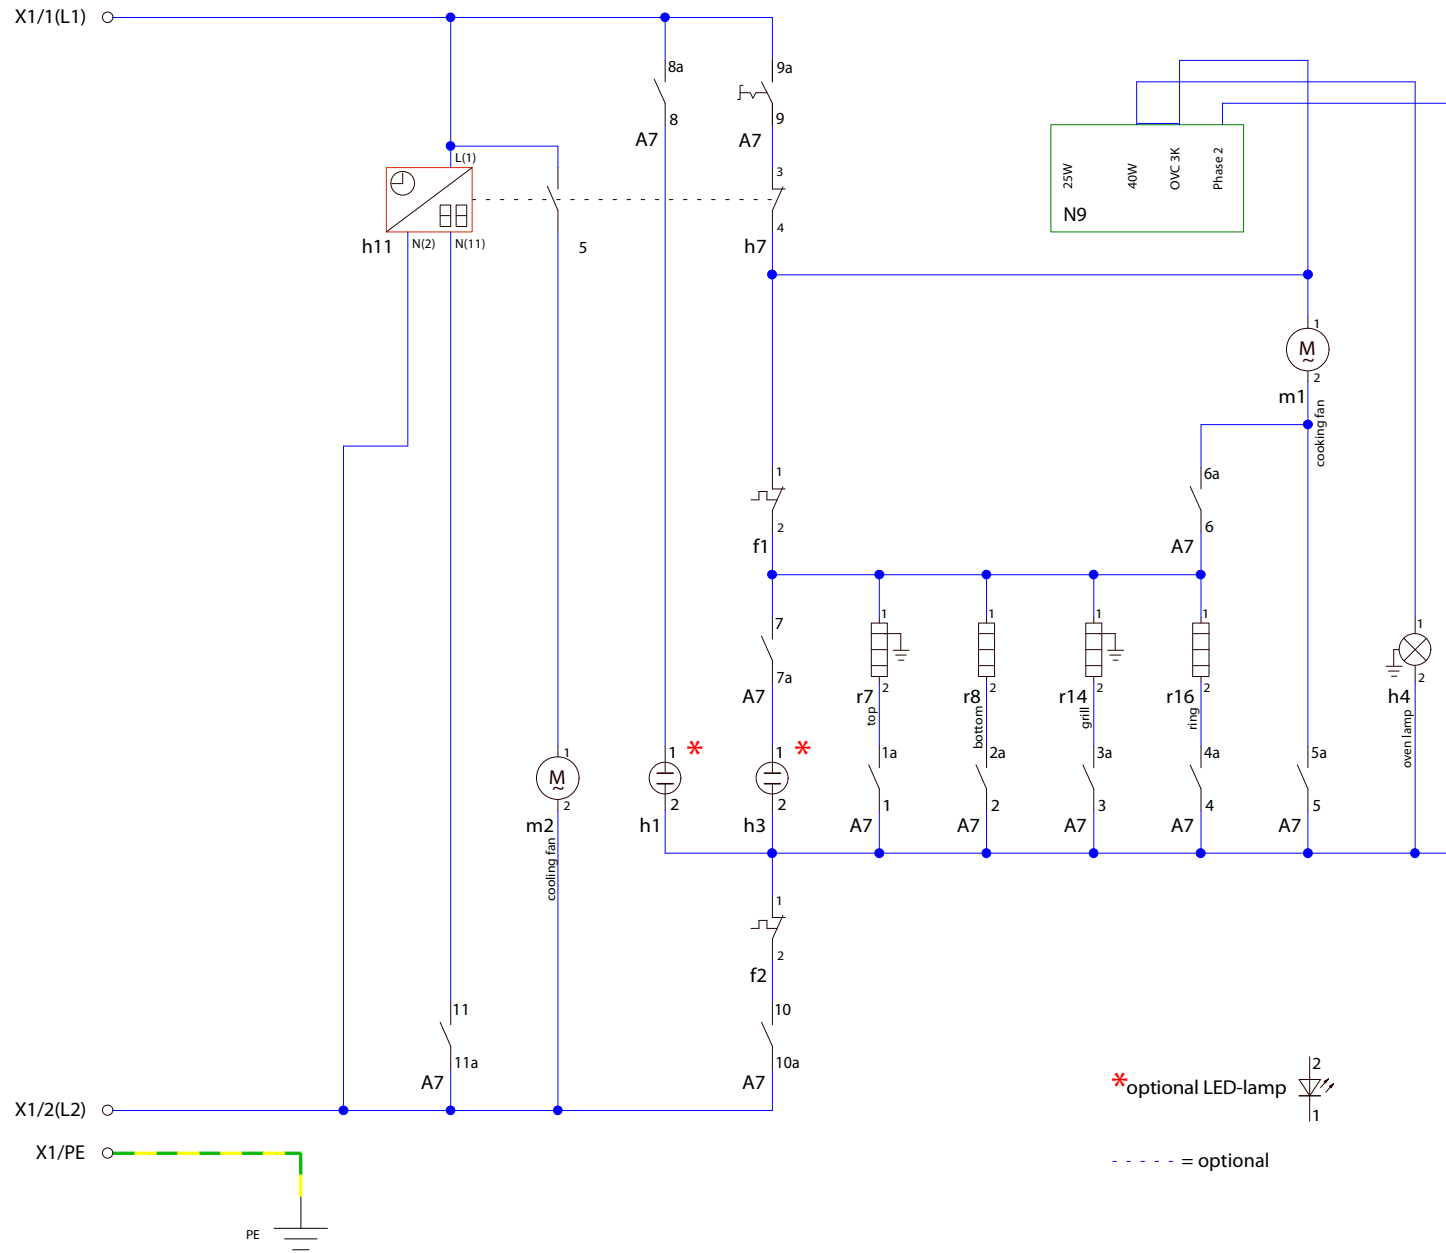 X1/1(L1)
8a
9a
8
9
A7
A7
L(1)
3
4
h11
N(2)
N(11)
5
h7
25W
40W
OVC 3K
Phase 2
N9
1
M
~
2
m1
cooking fan
1
2
f1
6a
6
A7
7
7a
A7
1
2
r7
top
1
2
r8
bottom
1
2
r14
grill
1
2
r16
ring
1
2
h4
oven lamp
1
M
~
2
m2
cooling fan
1
*
2
h1
1
*
2
h3
1a
1
A7
2a
2
A7
3a
3
A7
4a
4
A7
5a
5
A7
1
2
f2
11
11a
A7
10
10a
A7
*optional LED-lamp
2
1
X1/2(L2)
X1/PE
PE
- - - - - = optional